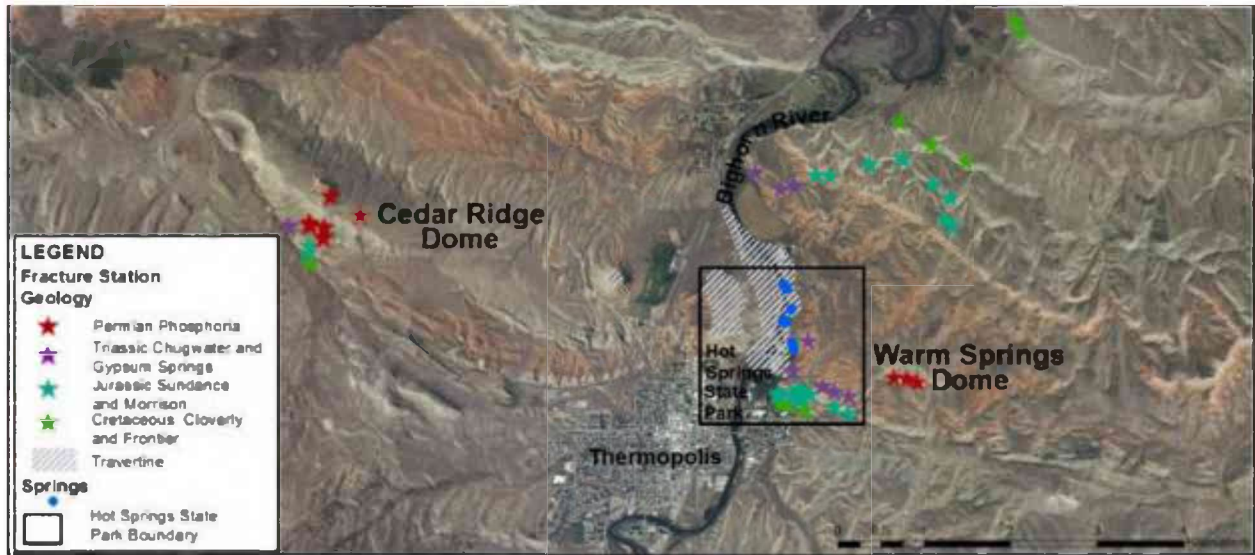 Bighorn River
Cedar Ridge
Dome
LEGEND
Fracture Station
Geology
Permian Phosphoria
Triassic Chugwater and
Gypsum Springs
Jurassic Sundance
and Morrison
Cretaceous Cloverly
and Frontier
Travertine
Springs
Hot Springs State
Park Boundary
Hot
Springs
State
Park
Warm Springs
Dome
Thermopolis